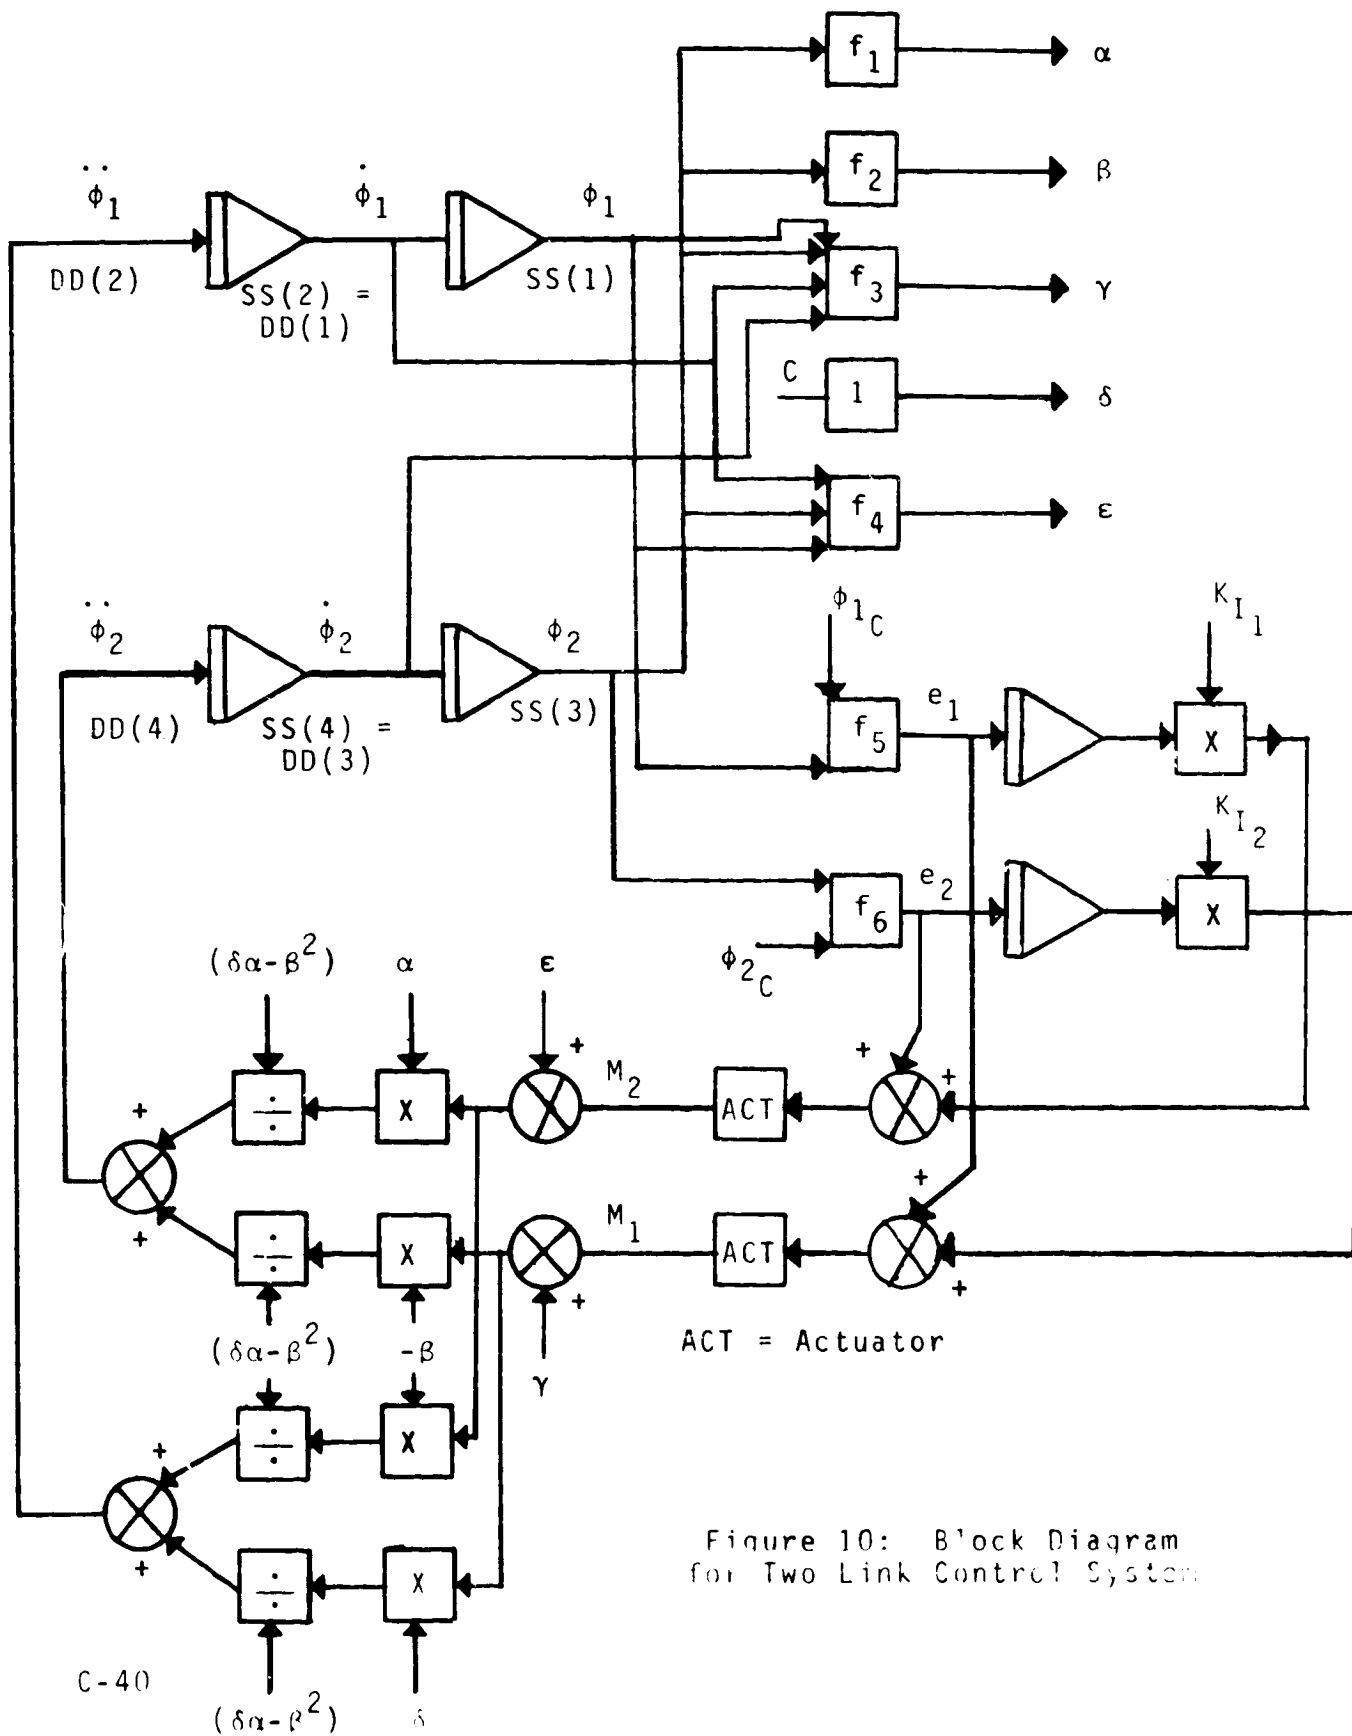 f1
α
f2
β
φ̈1
φ̇1
φ1
DD(2)
SS(2) =
DD(1)
SS(1)
f3
γ
C
1
δ
f4
ε
φ̈2
φ̇2
φ2
DD(4)
SS(4) =
DD(3)
SS(3)
φ1C
KI1
f5
e1
X
KI2
f6
e2
X
φ2C
(δα-β²)
α
ε
+
+
+
M2
+
÷
X
ACT
+
+
M1
÷
X
ACT
+
+
(δα-β²)
-β
γ
ACT = Actuator
+
÷
X
+
÷
X
Figure 10: Block Diagram
for Two Link Control System
C-40
(δα-β²)
δ